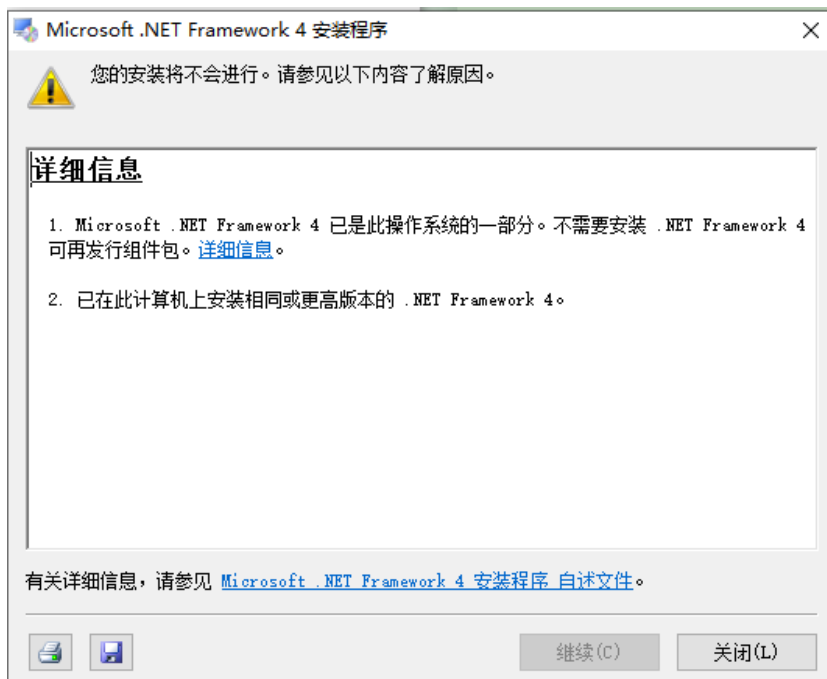 Microsoft .NET Framework 4 安装程序
您的安装将不会进行。请参见以下内容了解原因。
详细信息
1. Microsoft .NET Framework 4 已是此操作系统的一部分。不需要安装 .NET Framework 4
可再发行组件包。详细信息。
2. 已在此计算机上安装相同或更高版本的 .NET Framework 4。
有关详细信息，请参见 Microsoft .NET Framework 4 安装程序 自述文件。
继续(C)
关闭(L)